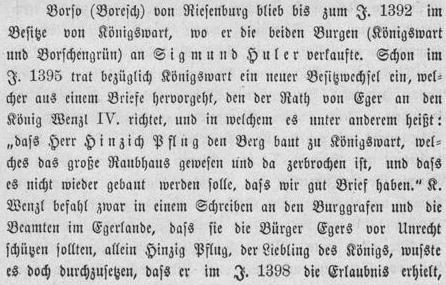 Borso (Boresch) von Riesenburg blieb bis zum J. 1392 im
Besitze von Königswart, wo er die beiden Burgen (Königswart
und Borschengrün) an Sigmund Huler verkaufte. Schon im
J. 1395 trat bezüglich Königswart ein neuer Besitzwechsel ein, wel-
cher aus einem Briefe hervorgeht, den der Rath von Eger an den
König Wenzl IV. richtet, und in welchem es unter anderem heißt:
„dass Herr Hinzich Pflug den Berg baut zu Königswart, wel-
ches das große Raubhaus gewesen und da zerbrochen ist, und dass
es nicht wieder gebaut werden solle, dass wir gut Brief haben.“ K.
Wenzl befahl zwar in einem Schreiben an den Burggrafen und die
Beamten im Egerlande, dass sie die Bürger Egers vor Unrecht
schützen sollten, allein Hinzig Pflug, der Liebling des Königs, wusste
es doch durchzusetzen, dass er im J. 1398 die Erlaubnis erhielt,